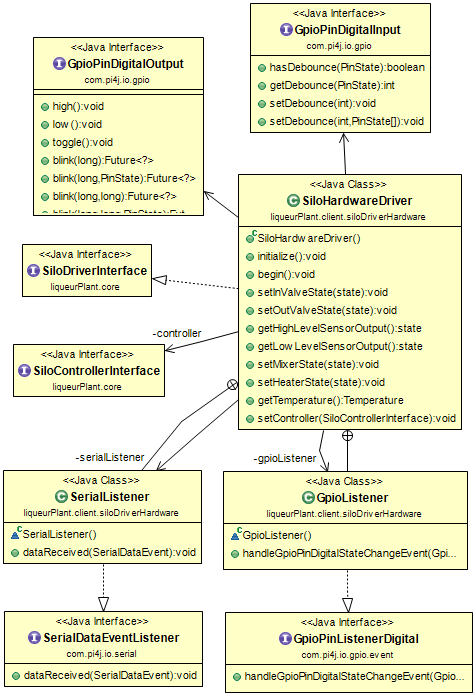 <<Java Interface>>
GpioPinDigitalInput
com.pi4j.io.gpio
hasDebounce(PinState):boolean
getDebounce(PinState):int
setDebounce(int):void
setDebounce(int,PinState[]):void
<<Java Interface>>
GpioPinDigitalOutput
com.pi4j.io.gpio
high():void
low():void
toggle():void
blink(long):Future<?>
blink(long,PinState):Future<?>
blink(long,long):Future<?>
blink(long,long,PinState):Fut...
<<Java Class>>
SiloHardwareDriver
liqueurPlant.client.siloDriverHardware
SiloHardwareDriver()
initialize():void
begin():void
setInValveState(state):void
setOutValveState(state):void
getHighLevelSensorOutput():state
getLowLevelSensorOutput():state
setMixerState(state):void
setHeaterState(state):void
getTemperature():Temperature
setController(SiloControllerInterface):void
<<Java Interface>>
SiloDriverInterface
liqueurPlant.core
-controller
<<Java Interface>>
SiloControllerInterface
liqueurPlant.core
-serialListener
-gpioListener
<<Java Class>>
SerialListener
liqueurPlant.client.siloDriverHardware
SerialListener()
dataReceived(SerialDataEvent):void
<<Java Class>>
GpioListener
liqueurPlant.client.siloDriverHardware
GpioListener()
handleGpioPinDigitalStateChangeEvent(Gpi...
<<Java Interface>>
SerialDataEventListener
com.pi4j.io.serial
dataReceived(SerialDataEvent):void
<<Java Interface>>
GpioPinListenerDigital
com.pi4j.io.gpio.event
handleGpioPinDigitalStateChangeEvent(Gpio...